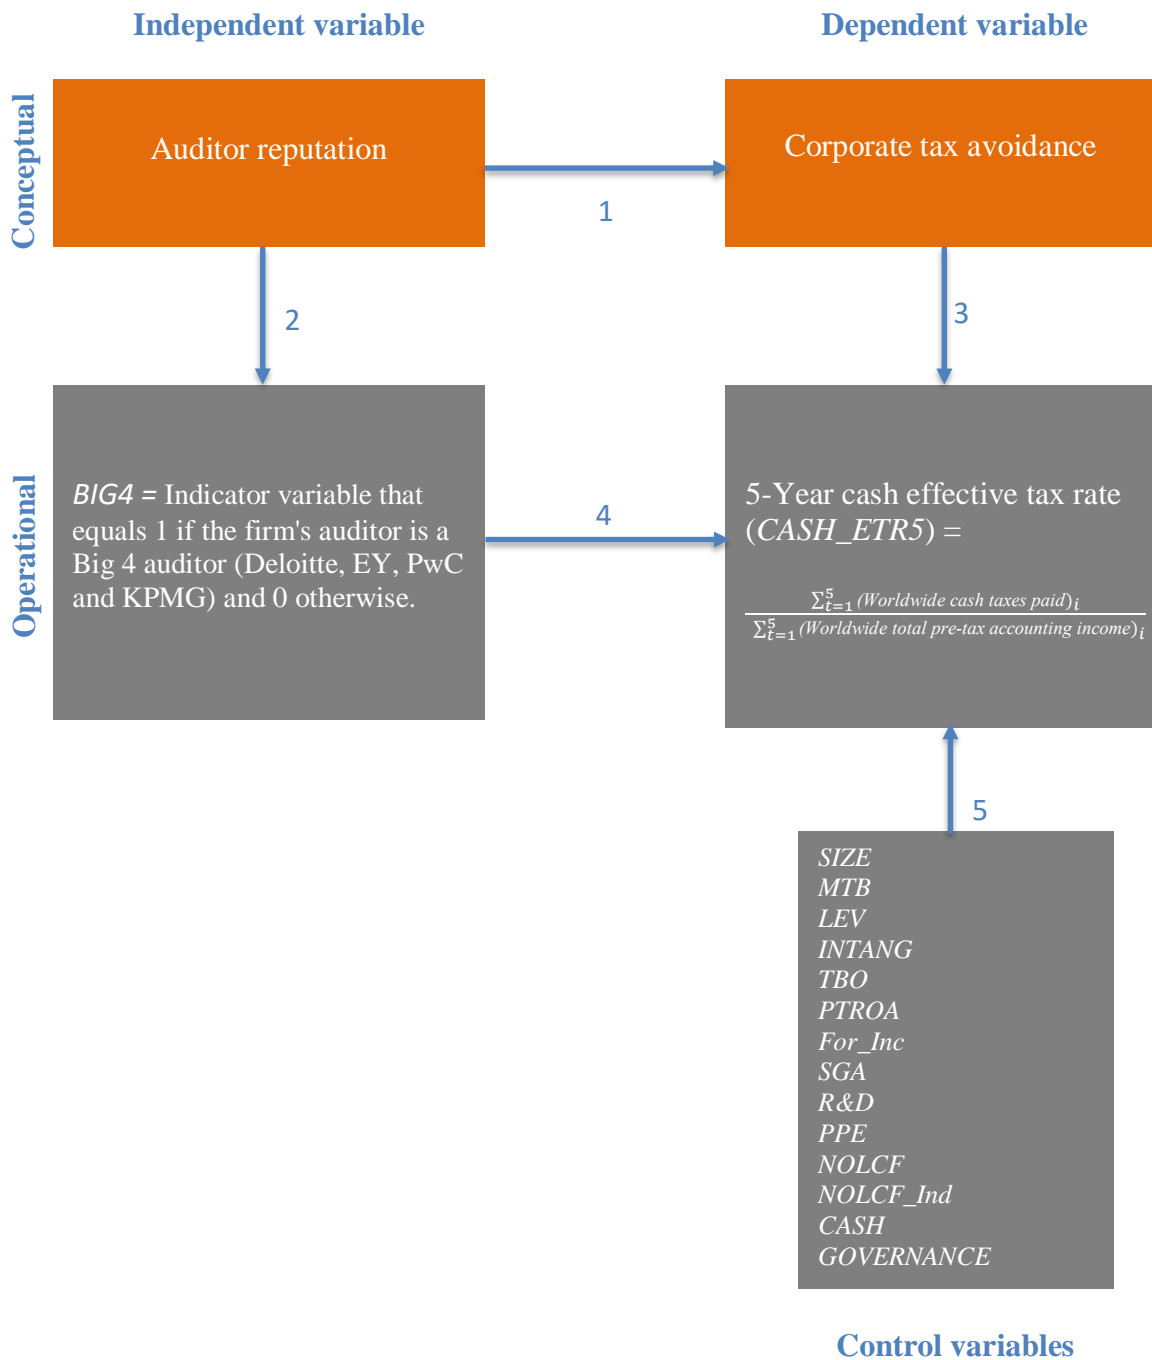 Independent variable
Dependent variable
Conceptual
Auditor reputation
Corporate tax avoidance
1
2
3
Operational
BIG4 = Indicator variable that
equals 1 if the firm's auditor is a
Big 4 auditor (Deloitte, EY, PwC
and KPMG) and 0 otherwise.
4
5-Year cash effective tax rate
(CASH_ETR5) =
∑⁵ₜ₌₁(Worldwide cash taxes paid)ᵢ
∑⁵ₜ₌₁(Worldwide total pre-tax accounting income)ᵢ
5
SIZE
MTB
LEV
INTANG
TBO
PTROA
For_Inc
SGA
R&D
PPE
NOLCF
NOLCF_Ind
CASH
GOVERNANCE
Control variables